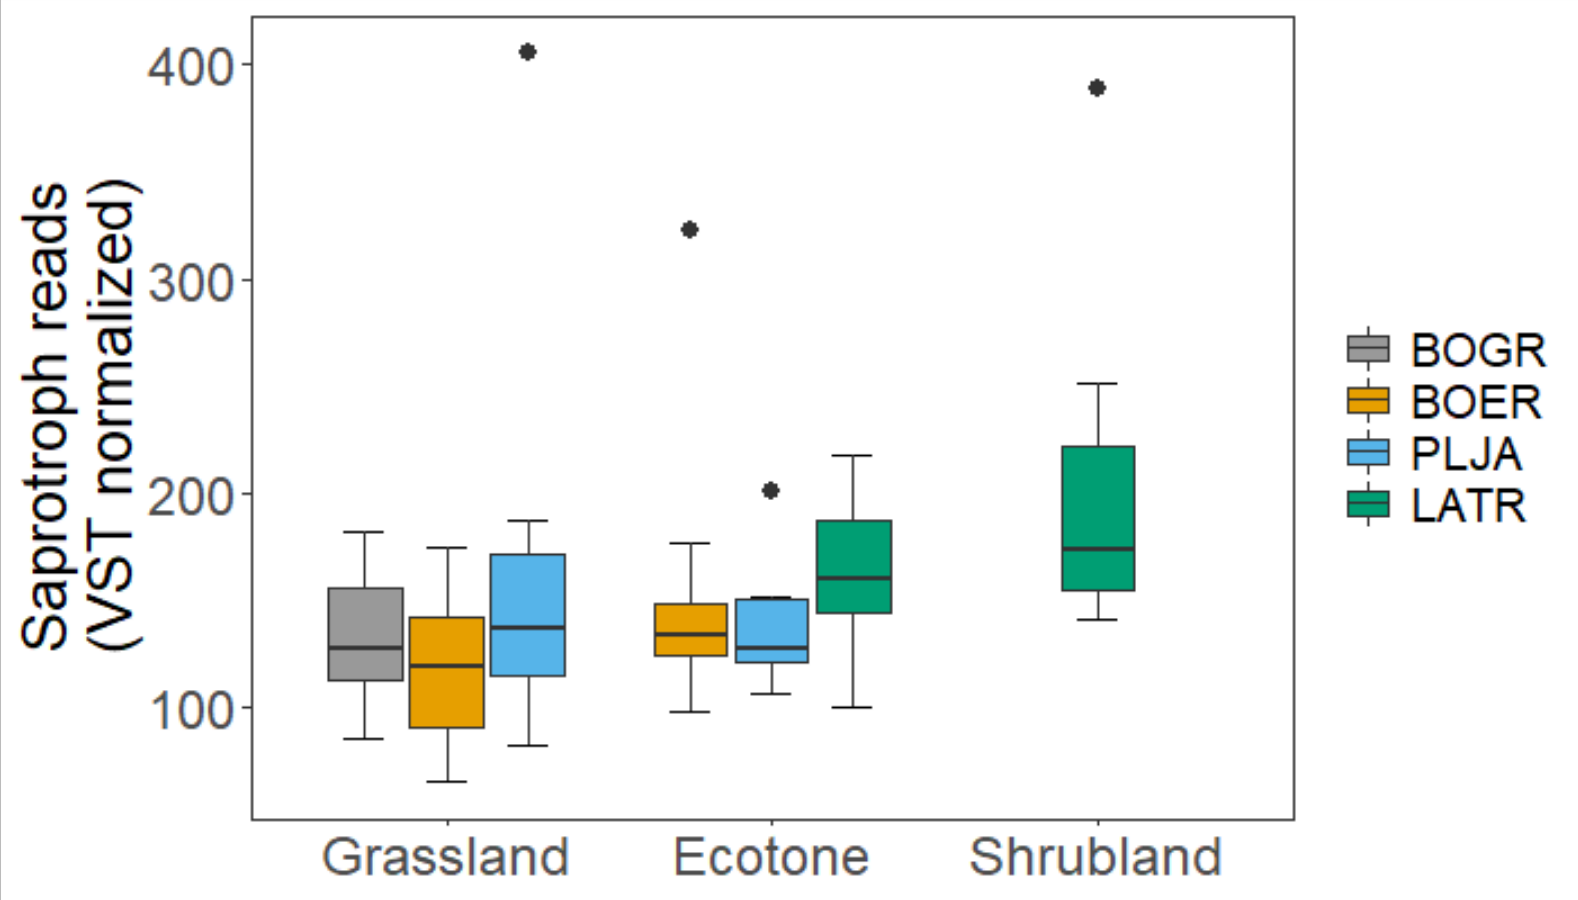 Saprotroph reads
(VST normalized)
400
300
200
100
Grassland
Ecotone
Shrubland
BOGR
BOER
PLJA
LATR